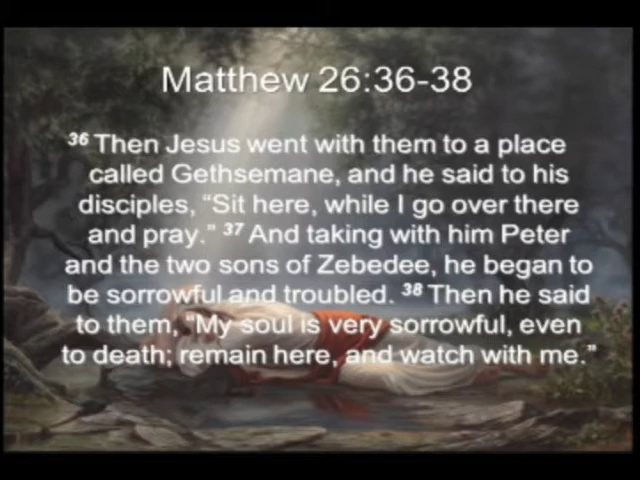 Matthew 26:36-38
36 Then Jesus went with them to a place
called Gethsemane, and he said to his
disciples, “Sit here, while I go over there
and pray.” 37 And taking with him Peter
and the two sons of Zebedee, he began to
be sorrowful and troubled. 38 Then he said
to them, “My soul is very sorrowful, even
to death; remain here, and watch with me.”